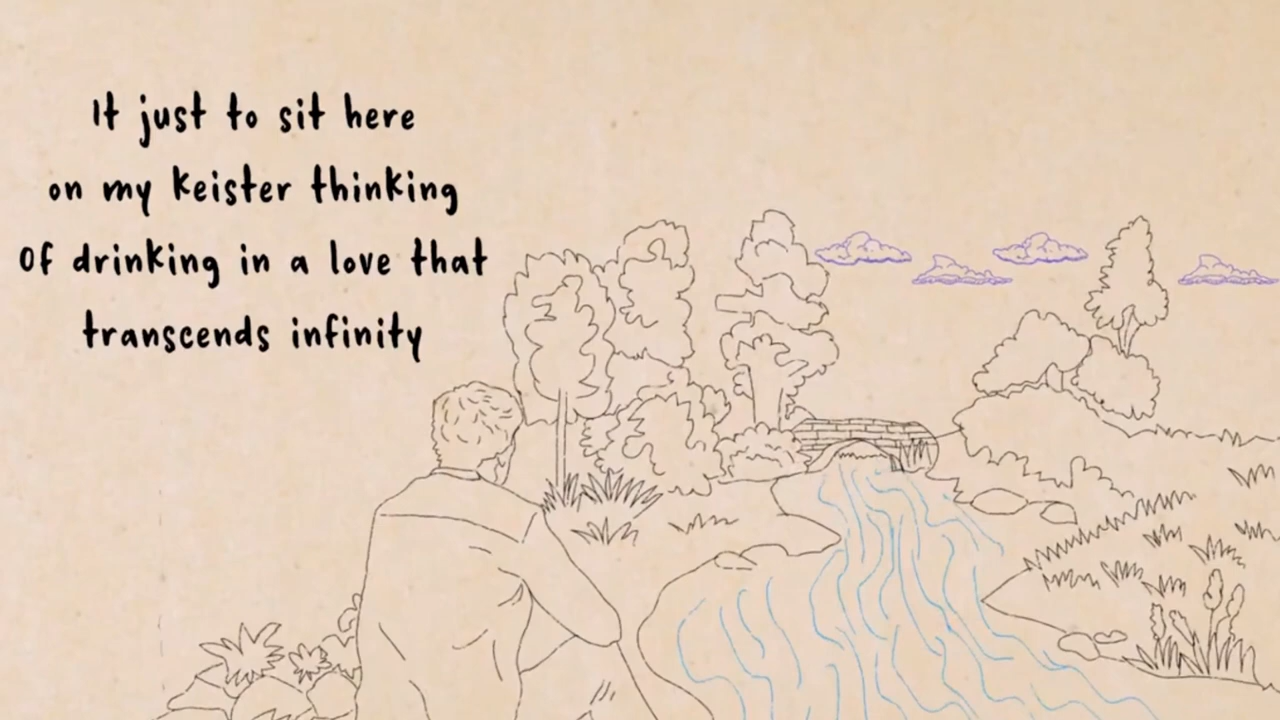 It just to sit here
on my keister thinking
Of drinking in a love that
transcends infinity